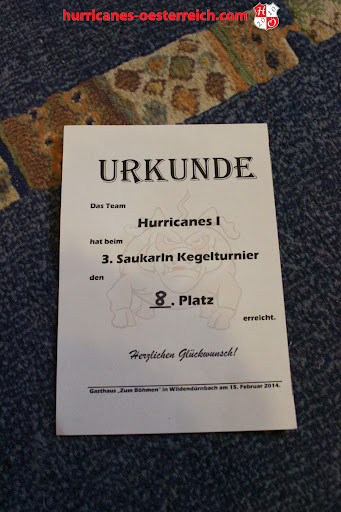 hurricanes-oesterreich.com
URKUNDE
Das Team
Hurricanes I
hat beim
3. Saukarln Kegelturnier
den
8. Platz
erreicht.
Herzlichen Glückwunsch!
Gasthaus „Zum Böhmen" in Wildendürnbach am 15. Februar 2014.